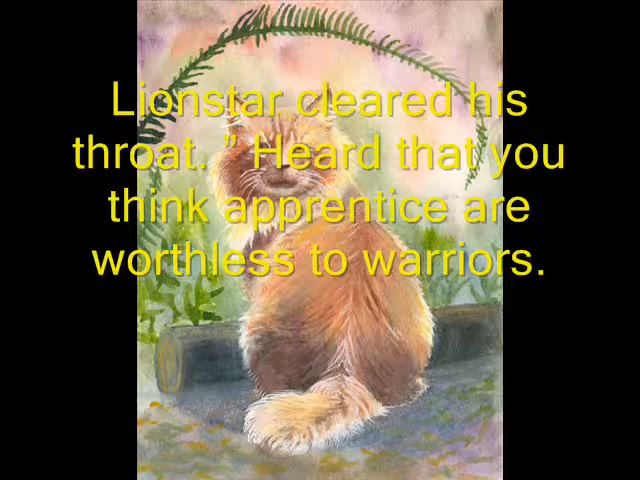 Lionstar cleared his
throat. " Heard that you
think apprentice are
worthless to warriors.